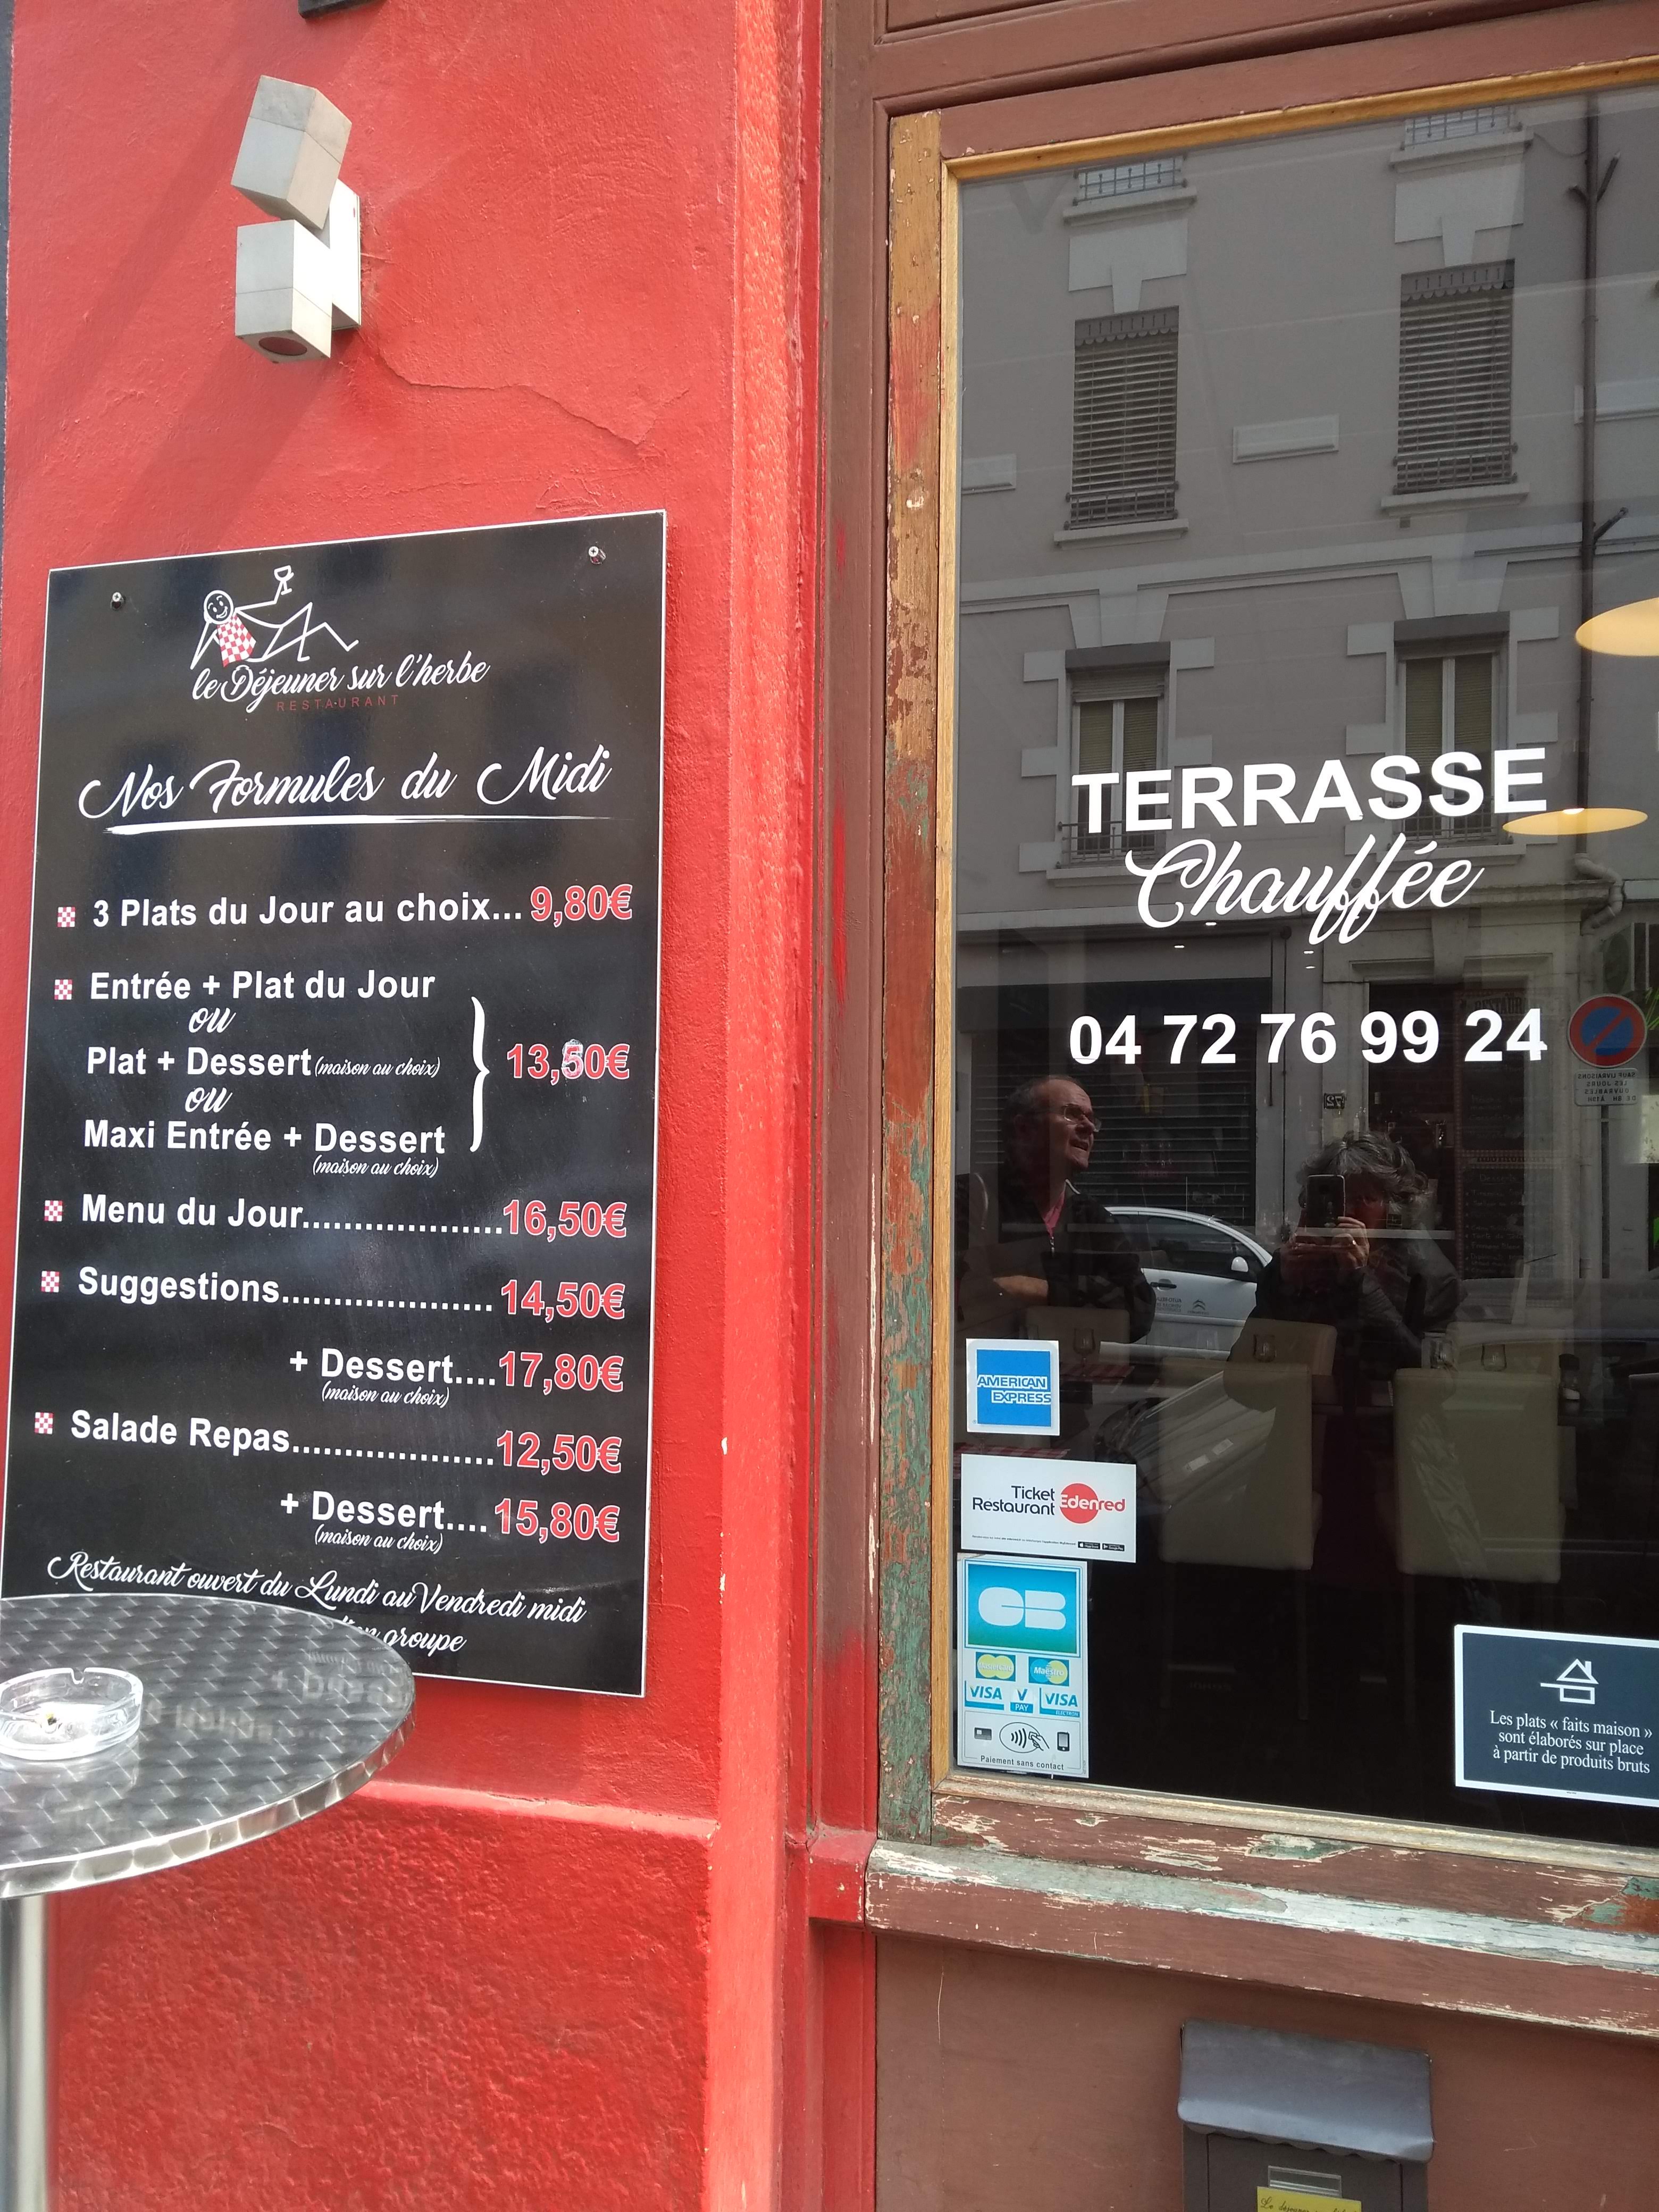 le Déjeuner sur l'herbe
RESTAURANT
Nos Formules du Midi
3 Plats du Jour au choix... 9,80€
Entrée + Plat du Jour
ou
Plat + Dessert (maison au choix)
13,50€
ou
Maxi Entrée + Dessert
(maison au choix)
Menu du Jour...................16,50€
Suggestions.................... 14,50€
+ Dessert....17,80€
(maison au choix)
Salade Repas....................12,50€
+ Dessert.... 15,80€
(maison au choix)
Restaurant ouvert du Lundi au Vendredi midi
groupe
TERRASSE
Chauffée
04 72 76 99 24
AMERICAN
EXPRESS
Ticket
Restaurant Edenred
CB
Maestro
VISA V PAY VISA
ELECTRON
Paiement sans contact
Les plats « faits maison »
sont élaborés sur place
à partir de produits bruts